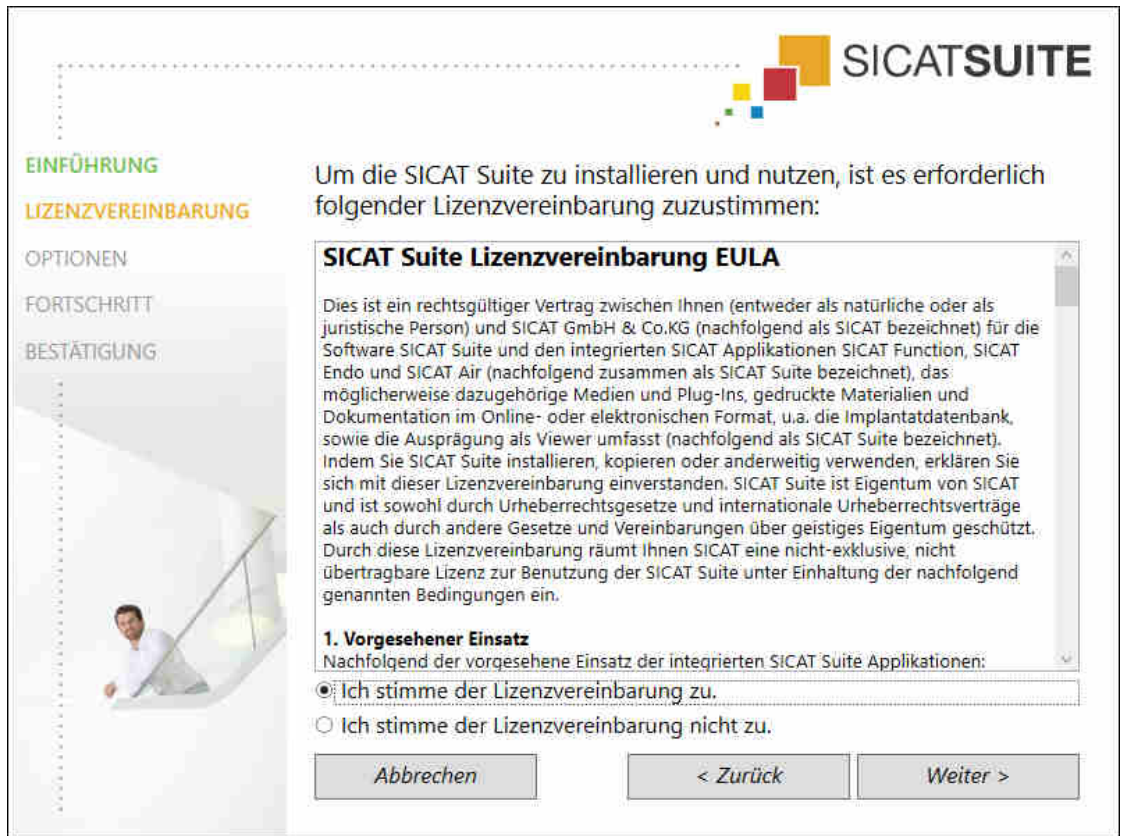 SICATSUITE
EINFÜHRUNG
LIZENZVEREINBARUNG
OPTIONEN
FORTSCHRITT
BESTÄTIGUNG
Um die SICAT Suite zu installieren und nutzen, ist es erforderlich
folgender Lizenzvereinbarung zuzustimmen:
SICAT Suite Lizenzvereinbarung EULA
Dies ist ein rechtsgültiger Vertrag zwischen Ihnen (entweder als natürliche oder als
juristische Person) und SICAT GmbH & Co.KG (nachfolgend als SICAT bezeichnet) für die
Software SICAT Suite und den integrierten SICAT Applikationen SICAT Function, SICAT
Endo und SICAT Air (nachfolgend zusammen als SICAT Suite bezeichnet), das
möglicherweise dazugehörige Medien und Plug-Ins, gedruckte Materialien und
Dokumentation im Online- oder elektronischen Format, u.a. die Implantatdatenbank,
sowie die Ausprägung als Viewer umfasst (nachfolgend als SICAT Suite bezeichnet).
Indem Sie SICAT Suite installieren, kopieren oder anderweitig verwenden, erklären Sie
sich mit dieser Lizenzvereinbarung einverstanden. SICAT Suite ist Eigentum von SICAT
und ist sowohl durch Urheberrechtsgesetze und internationale Urheberrechtsverträge
als auch durch andere Gesetze und Vereinbarungen über geistiges Eigentum geschützt.
Durch diese Lizenzvereinbarung räumt Ihnen SICAT eine nicht-exklusive, nicht
übertragbare Lizenz zur Benutzung der SICAT Suite unter Einhaltung der nachfolgend
genannten Bedingungen ein.
1. Vorgesehener Einsatz
Nachfolgend der vorgesehene Einsatz der integrierten SICAT Suite Applikationen:
Ich stimme der Lizenzvereinbarung zu.
Ich stimme der Lizenzvereinbarung nicht zu.
Abbrechen
< Zurück
Weiter >